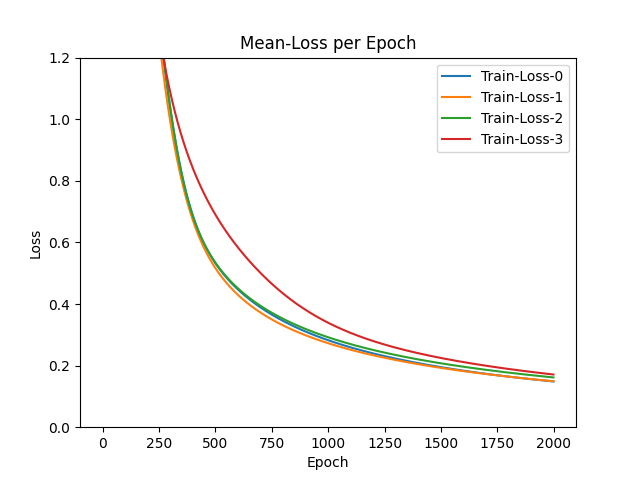 Mean-Loss per Epoch
1.2
1.0
0.8
0.6
0.4
0.2
0.0
Loss
Train-Loss-0
Train-Loss-1
Train-Loss-2
Train-Loss-3
0 250 500 750 1000 1250 1500 1750 2000
Epoch